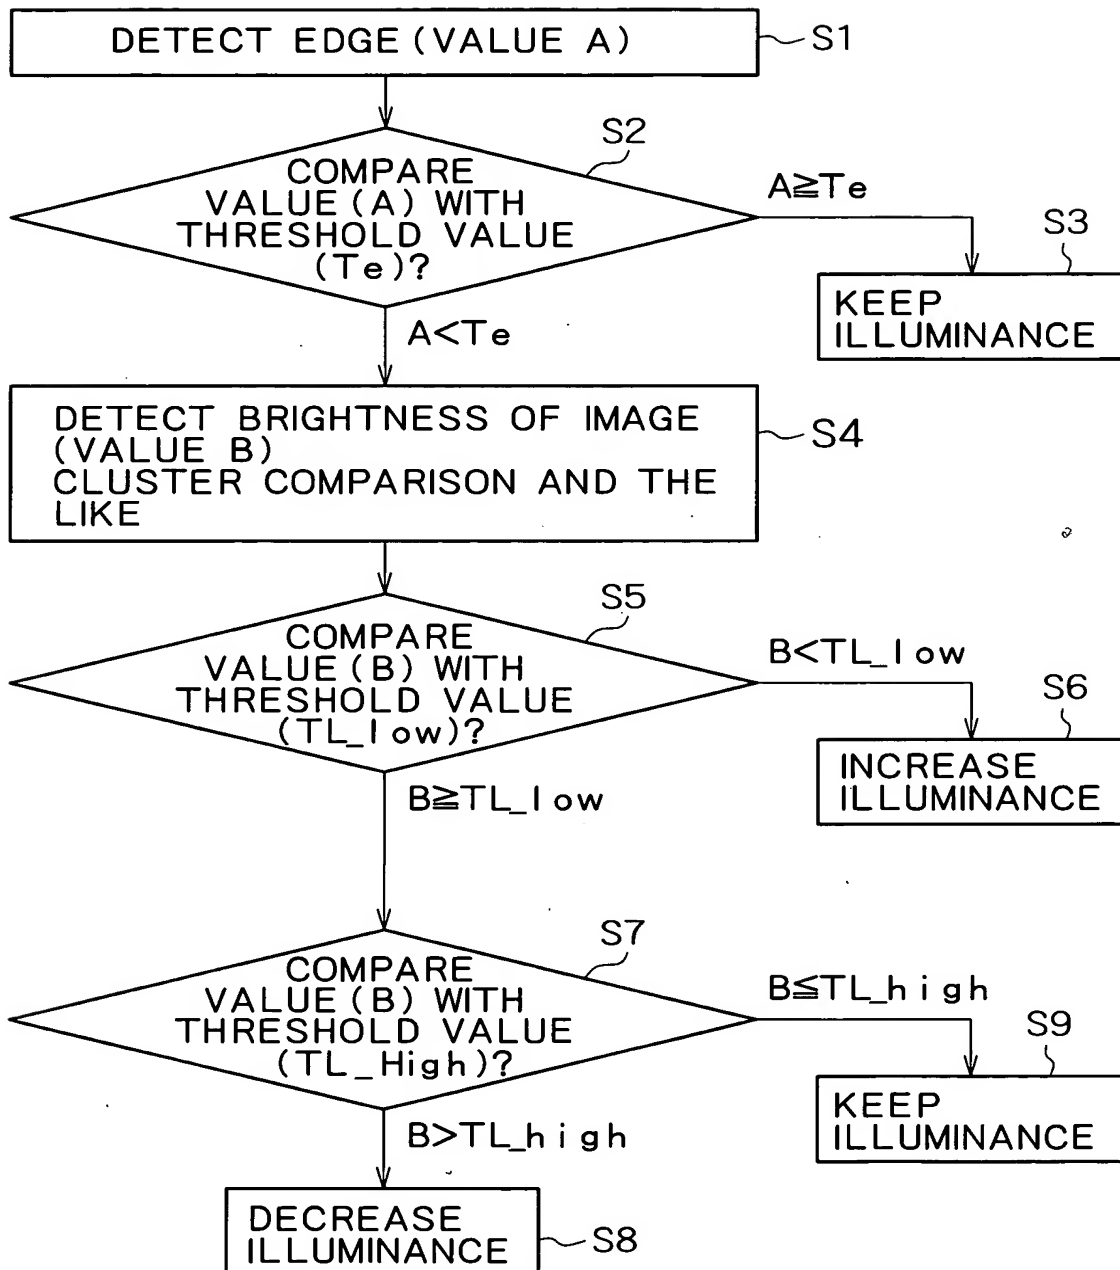 DETECT EDGE (VALUE A)
S1
S2
COMPARE
VALUE (A) WITH
THRESHOLD VALUE
(Te)?
A≧Te
S3
KEEP
ILLUMINANCE
A<Te
DETECT BRIGHTNESS OF IMAGE
(VALUE B)
CLUSTER COMPARISON AND THE
LIKE
S4
S5
COMPARE
VALUE (B) WITH
THRESHOLD VALUE
(TL_low)?
B<TL_low
S6
INCREASE
ILLUMINANCE
B≧TL_low
S7
COMPARE
VALUE (B) WITH
THRESHOLD VALUE
(TL_High)?
B≦TL_high
S9
KEEP
ILLUMINANCE
B>TL_high
DECREASE
ILLUMINANCE
S8